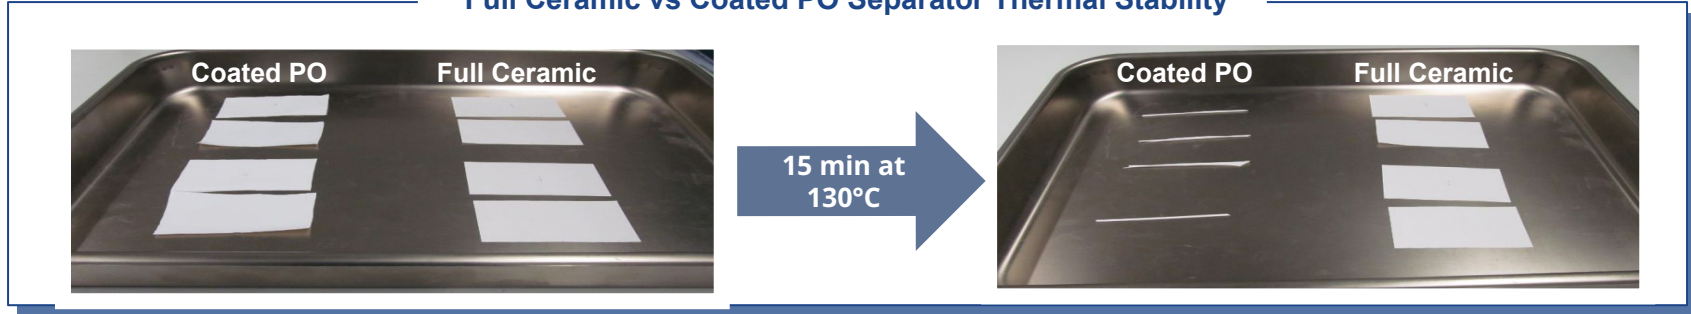 Full Ceramic vs Coated PO Separator Thermal Stability
Coated PO
Full Ceramic
15 min at
130°C
Coated PO
Full Ceramic